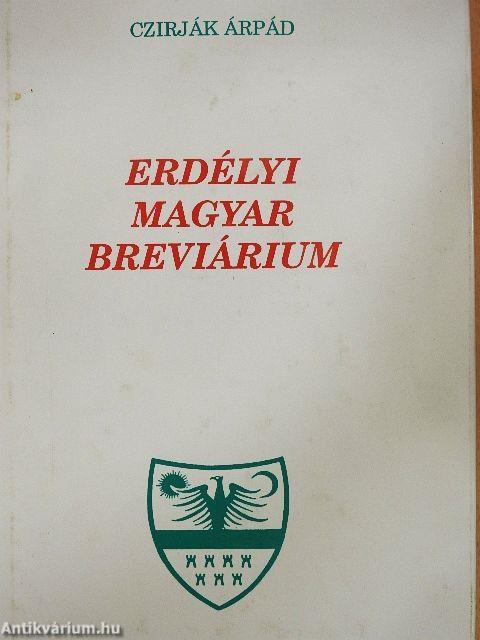 CZIRJÁK ÁRPÁD
ERDÉLYI
MAGYAR
BREVIÁRIUM
Antikvárium.hu